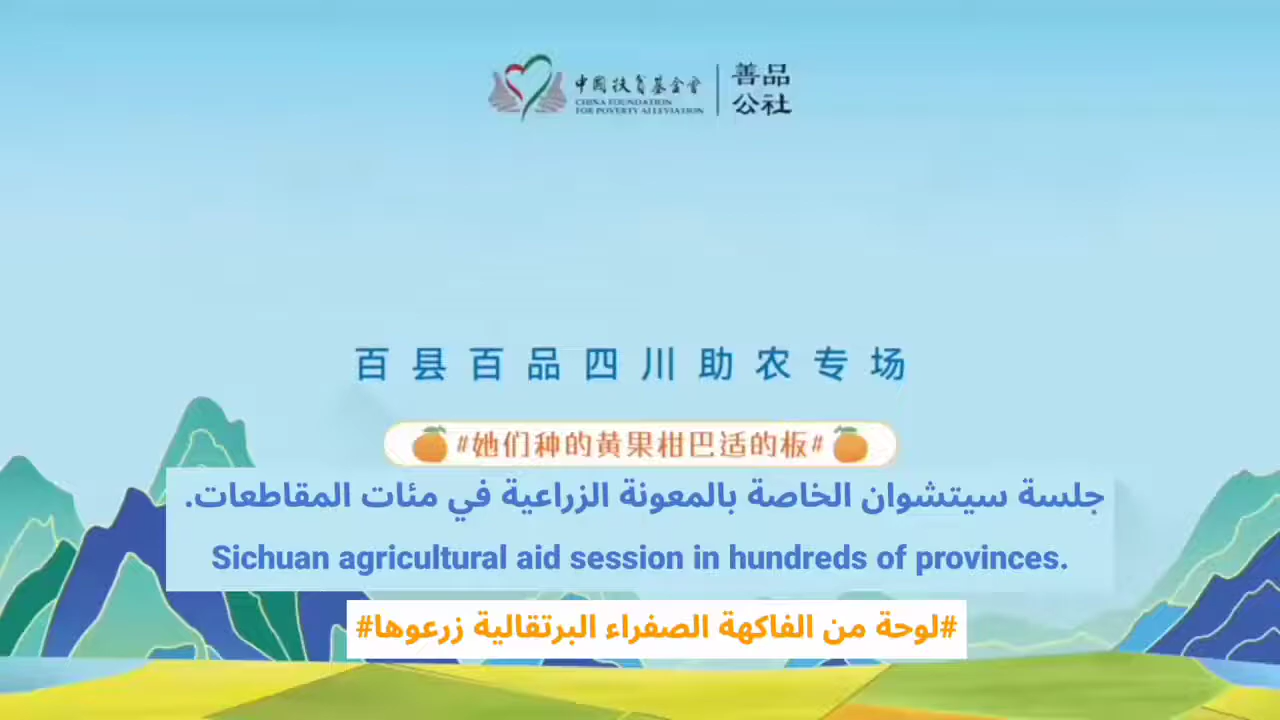 中国扶贫基金会
CHINA FOUNDATION
FOR POVERTY ALLEVIATION
善品
公社
百县百品四川助农专场
#她们种的黄果柑巴适的板#
جلسة سيتشوان الخاصة بالمعونة الزراعية في مئات المقاطعات.
Sichuan agricultural aid session in hundreds of provinces.
#لوحة من الفاكهة الصفراء البرتقالية زرعوها#